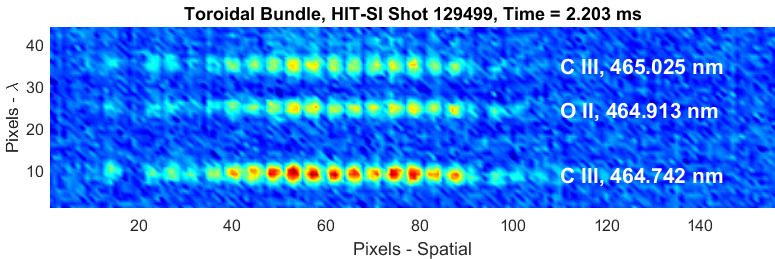 Toroidal Bundle, HIT-SI Shot 129499, Time = 2.203 ms
Pixels - λ
40
30
20
10
C III, 465.025 nm
O II, 464.913 nm
C III, 464.742 nm
20 40 60 80 100 120 140
Pixels - Spatial